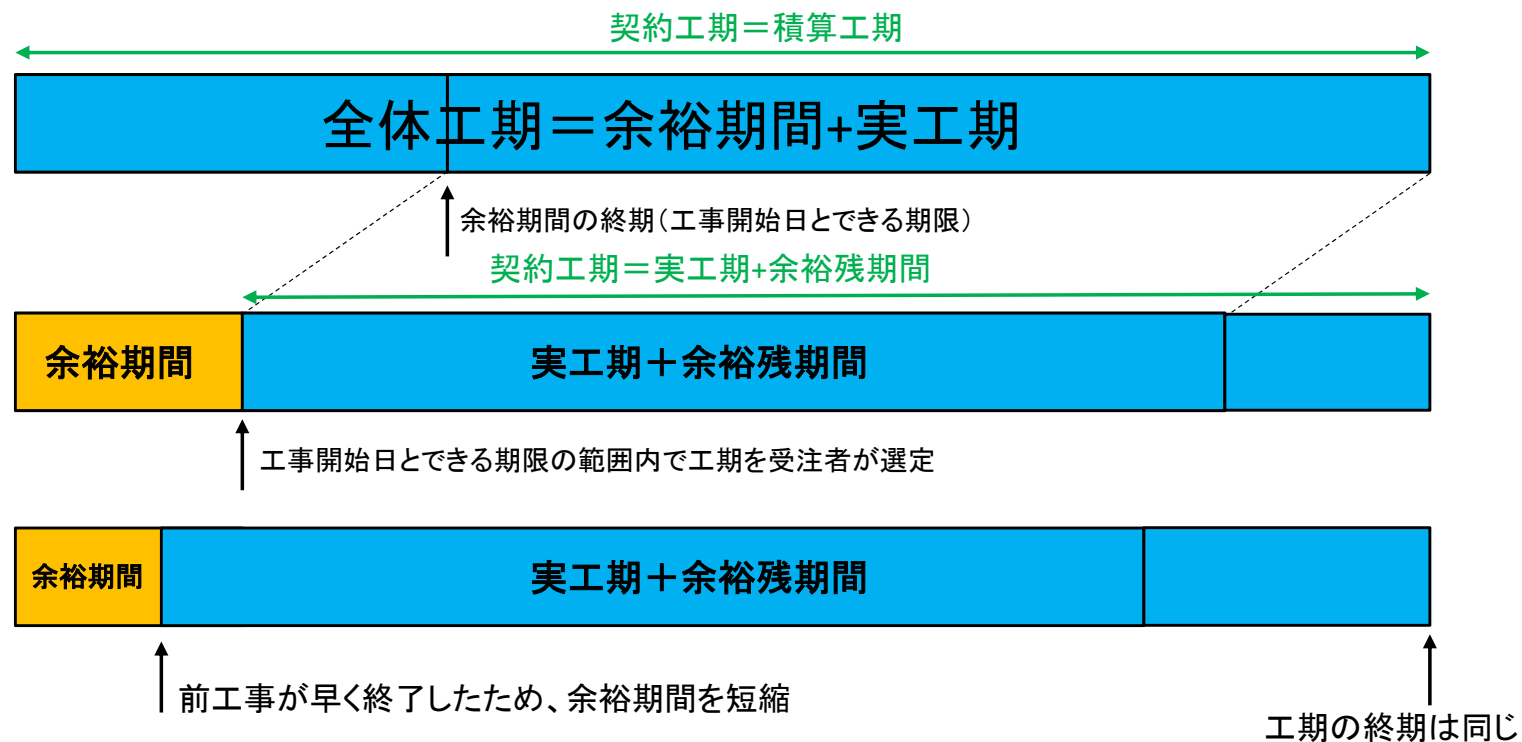 契約工期＝積算工期
全体工期＝余裕期間+実工期
余裕期間の終期（工事開始日とできる期限）
契約工期＝実工期+余裕残期間
余裕期間
実工期＋余裕残期間
工事開始日とできる期限の範囲内で工期を受注者が選定
余裕期間
実工期＋余裕残期間
前工事が早く終了したため、余裕期間を短縮
工期の終期は同じ